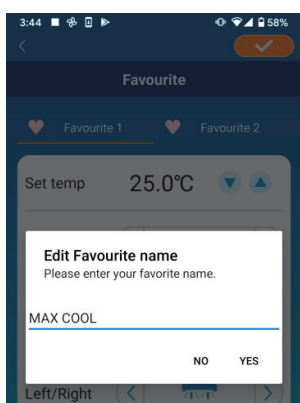 3:44 58%
Favourite
Favourite 1 Favourite 2
Set temp 25.0℃
Edit Favourite name
Please enter your favorite name.
MAX COOL
NO YES
Left/Right